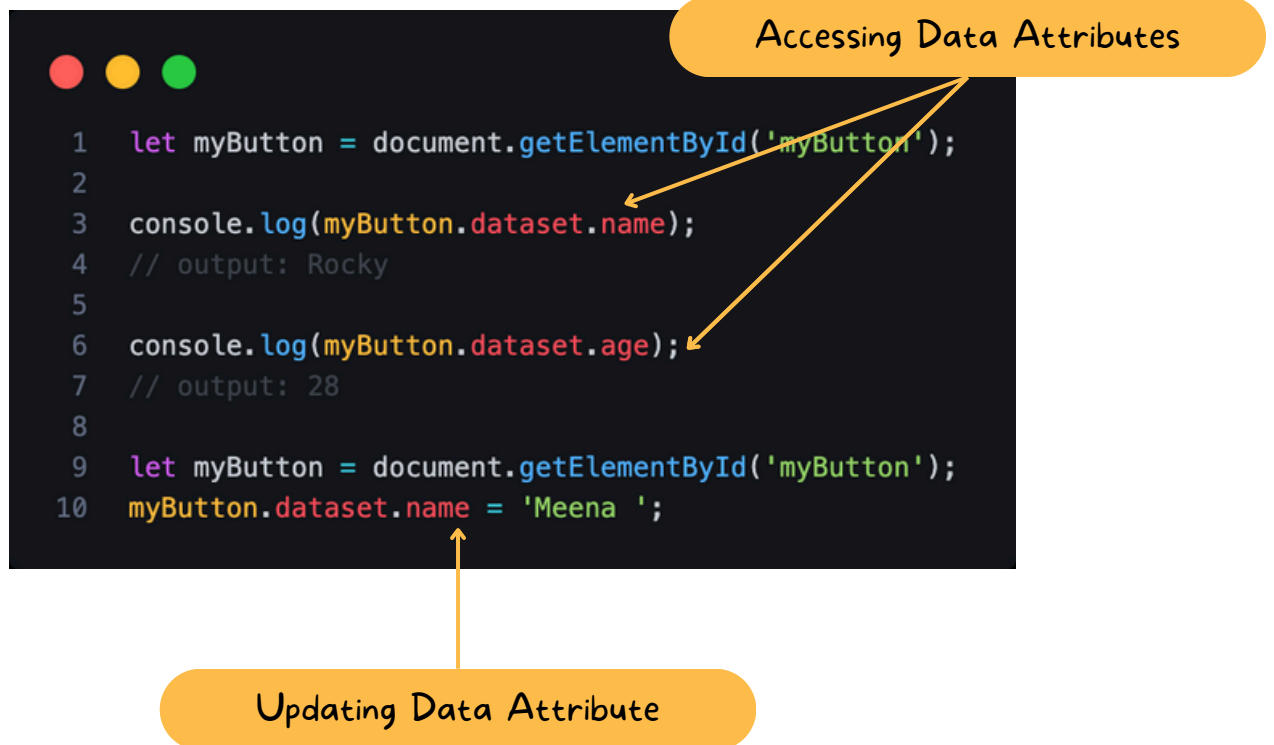 Accessing Data Attributes
1 let myButton = document.getElementById('myButton');
2
3 console.log(myButton.dataset.name);
4 // output: Rocky
5
6 console.log(myButton.dataset.age);
7 // output: 28
8
9 let myButton = document.getElementById('myButton');
10 myButton.dataset.name = 'Meena ';
Updating Data Attribute